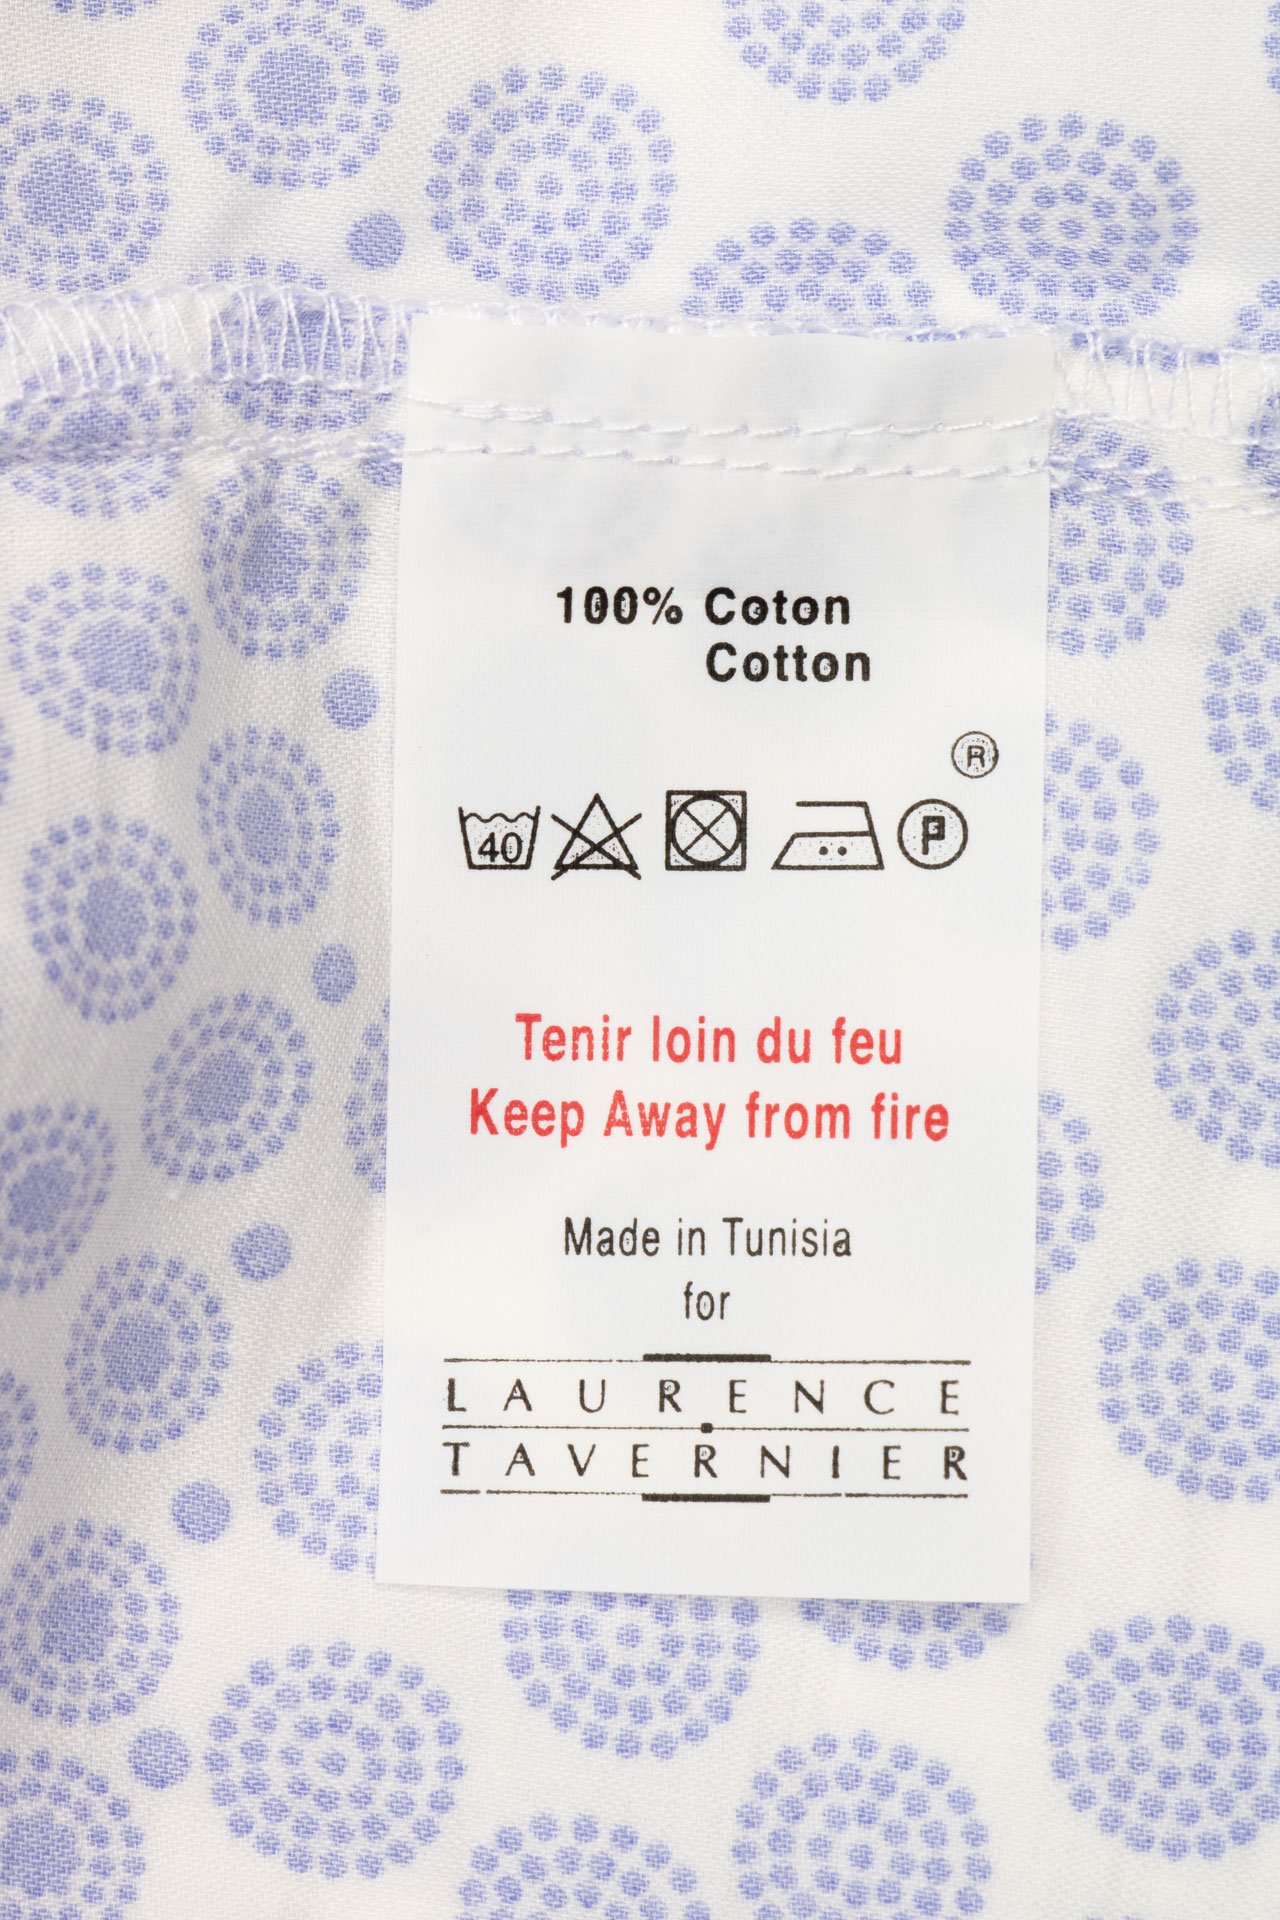 100% Coton
Cotton
®
40 P
Tenir loin du feu
Keep Away from fire
Made in Tunisia
for
LAURENCE
TAVERNIER